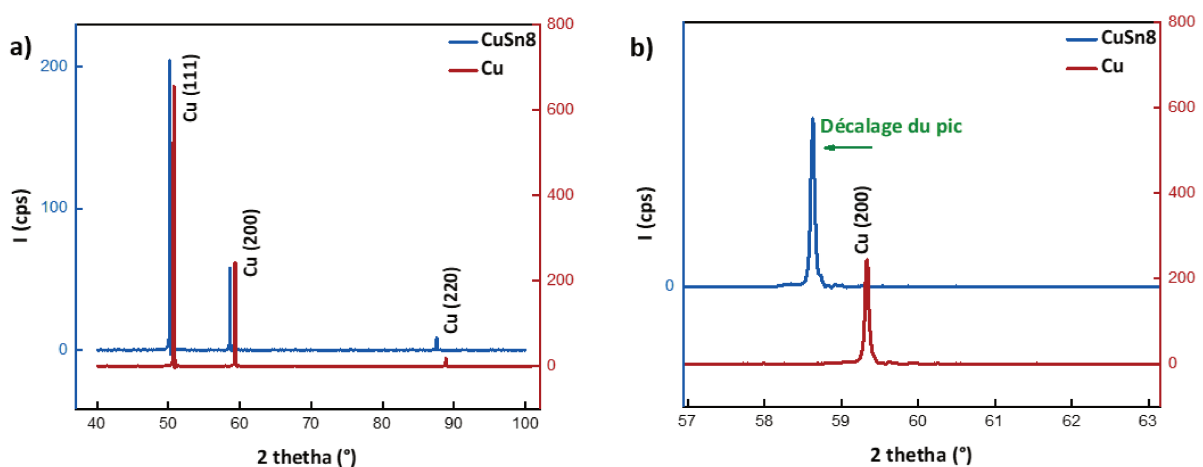 a)
CuSn8
Cu
Cu (111)
Cu (200)
Cu (220)
I (cps)
200
100
0
800
600
400
200
0
40 50 60 70 80 90 100
2 thetha (°)
b)
CuSn8
Cu
Décalage du pic
Cu (200)
I (cps)
0
800
600
400
200
0
57 58 59 60 61 62 63
2 thetha (°)